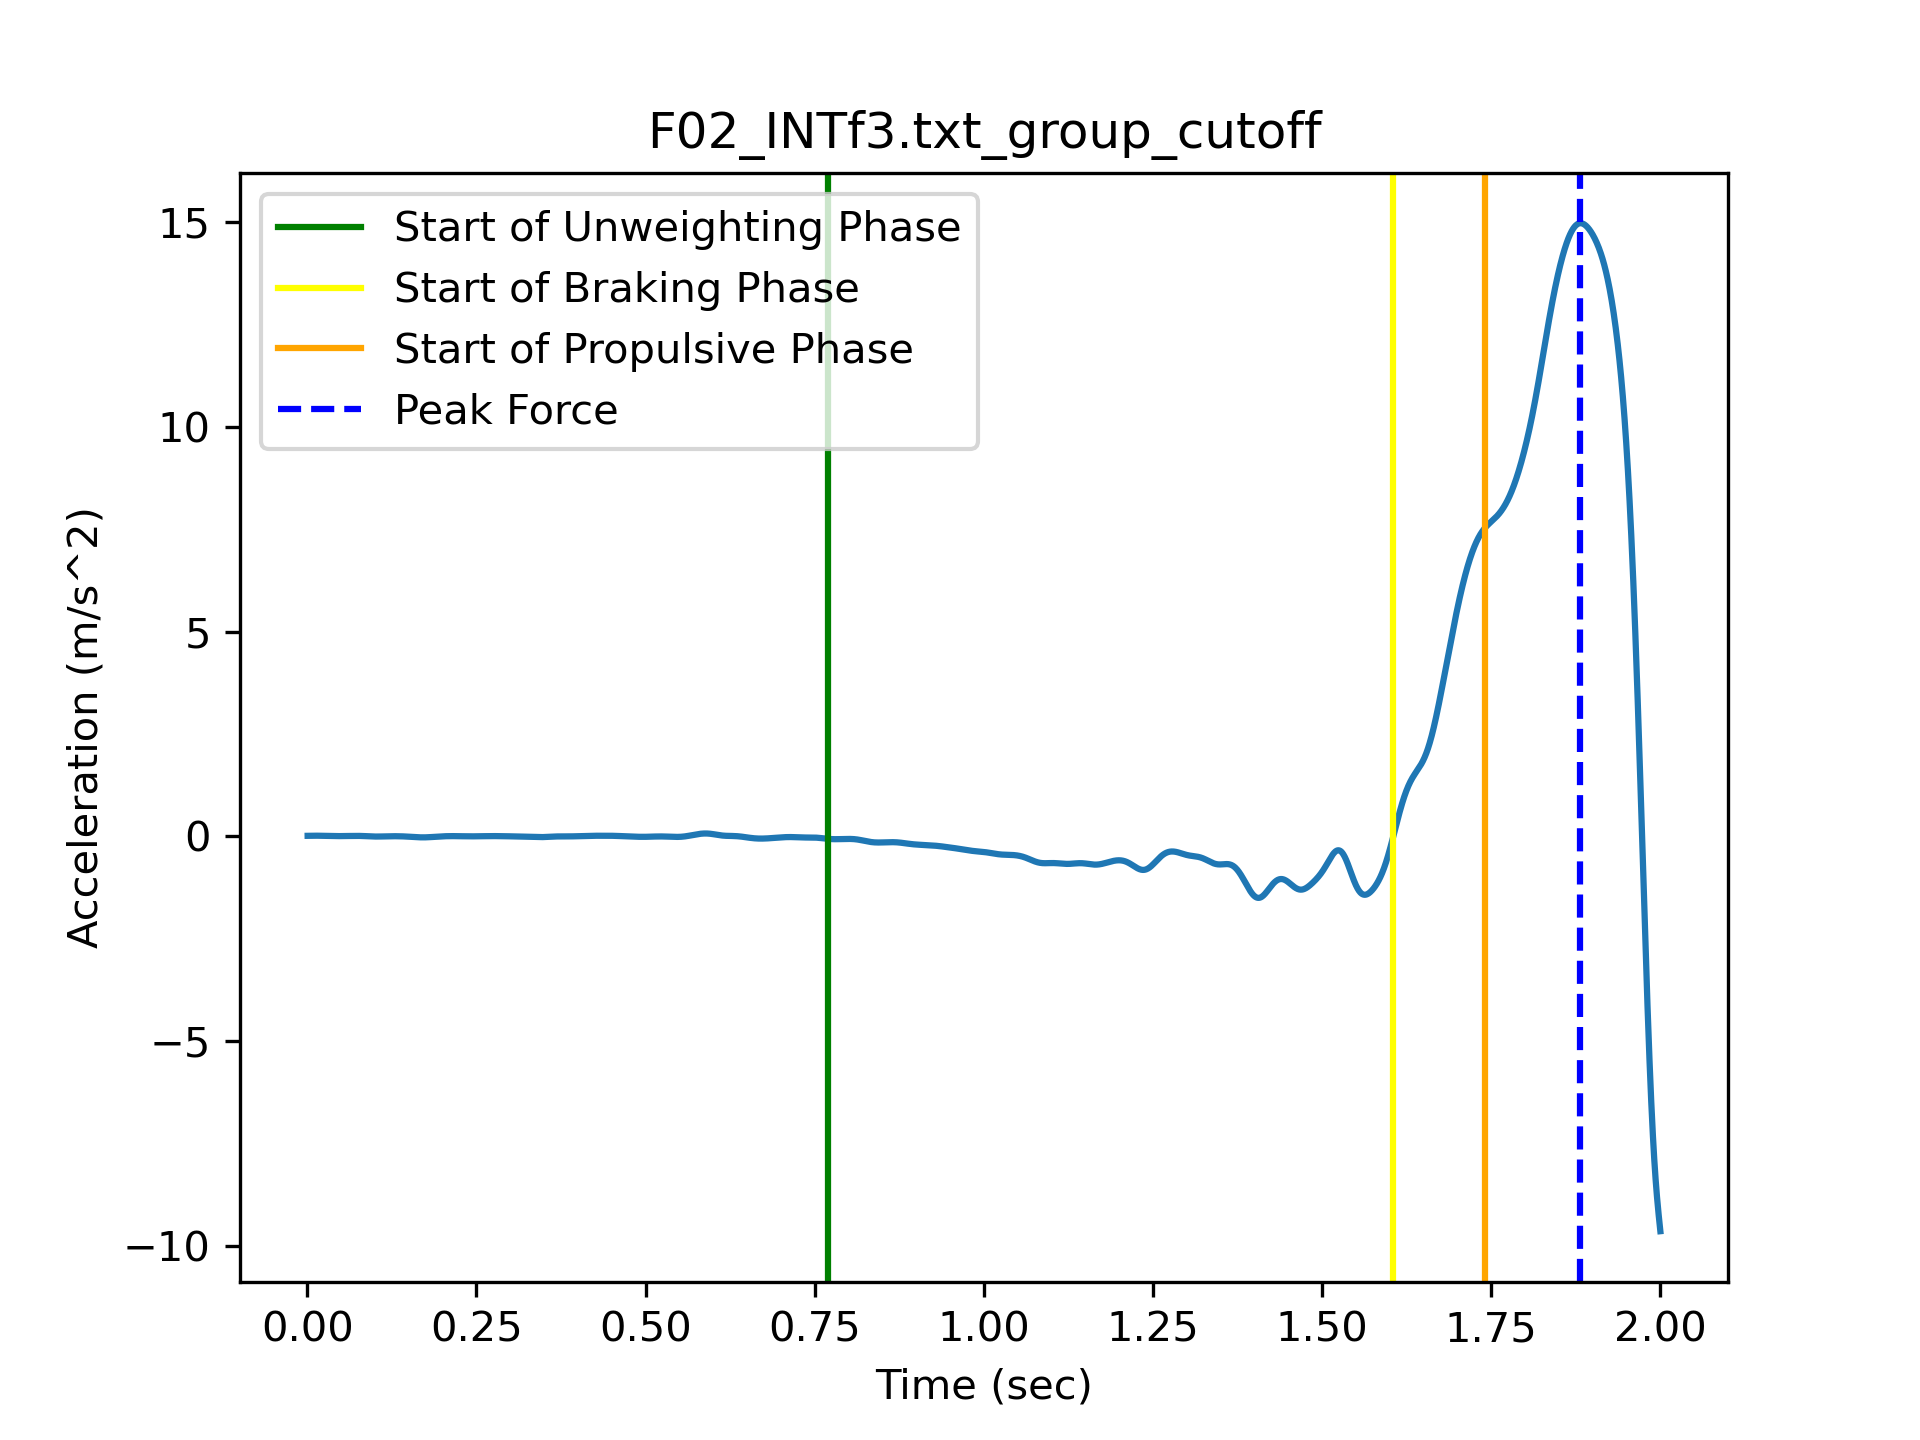 F02_INTf3.txt_group_cutoff
Start of Unweighting Phase
Start of Braking Phase
Start of Propulsive Phase
Peak Force
15
10
5
0
−5
−10
Acceleration (m/s^2)
0.00 0.25 0.50 0.75 1.00 1.25 1.50 1.75 2.00
Time (sec)